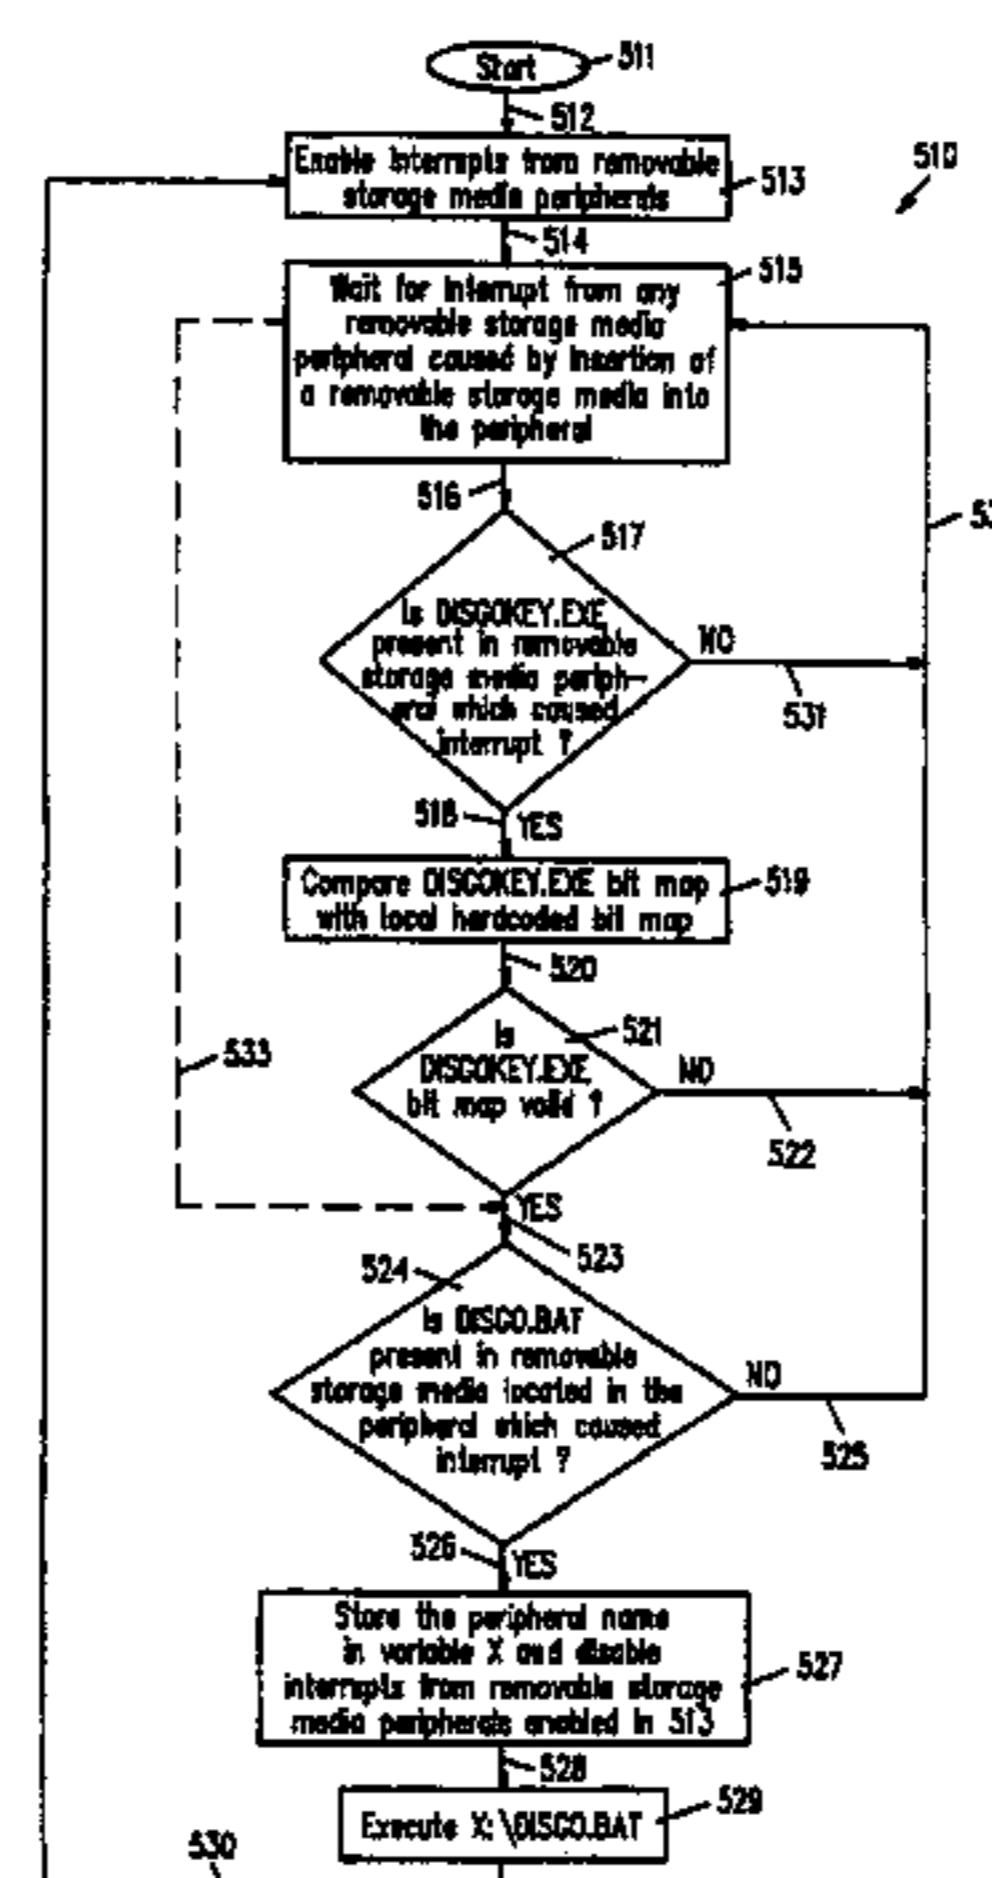 Start
511
512
Enable Interrupts from removable
storage media peripherals
513
510
514
Wait for interrupt from any
removable storage media
peripheral caused by insertion of
a removable storage media into
the peripheral
515
516
517
Is DISGOKEY.EXE
present in removable
storage media periph-
eral which caused
interrupt ?
NO
531
518
YES
Compare DISGOKEY.EXE bit map
with local hardcoded bit map
519
520
Is
DISGOKEY.EXE
bit map valid ?
521
NO
522
533
YES
523
524
Is DISGO.BAT
present in removable
storage media located in the
peripheral which caused
interrupt ?
NO
525
526
YES
Store the peripheral name
in variable X and disable
interrupts from removable storage
media peripherals enabled in 513
527
528
Execute X:\DISGO.BAT
529
530